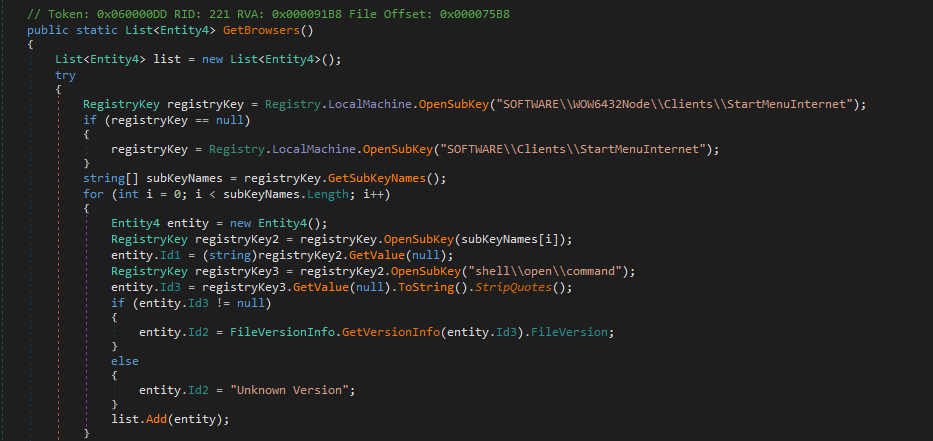 // Token: 0x060000DD RID: 221 RVA: 0x000091B8 File Offset: 0x000075B8
public static List<Entity4> GetBrowsers()
{
    List<Entity4> list = new List<Entity4>();
    try
    {
        RegistryKey registryKey = Registry.LocalMachine.OpenSubKey("SOFTWARE\\WOW6432Node\\Clients\\StartMenuInternet");
        if (registryKey == null)
        {
            registryKey = Registry.LocalMachine.OpenSubKey("SOFTWARE\\Clients\\StartMenuInternet");
        }
        string[] subKeyNames = registryKey.GetSubKeyNames();
        for (int i = 0; i < subKeyNames.Length; i++)
        {
            Entity4 entity = new Entity4();
            RegistryKey registryKey2 = registryKey.OpenSubKey(subKeyNames[i]);
            entity.Id1 = (string)registryKey2.GetValue(null);
            RegistryKey registryKey3 = registryKey2.OpenSubKey("shell\\open\\command");
            entity.Id3 = registryKey3.GetValue(null).ToString().StripQuotes();
            if (entity.Id3 != null)
            {
                entity.Id2 = FileVersionInfo.GetVersionInfo(entity.Id3).FileVersion;
            }
            else
            {
                entity.Id2 = "Unknown Version";
            }
            list.Add(entity);
        }